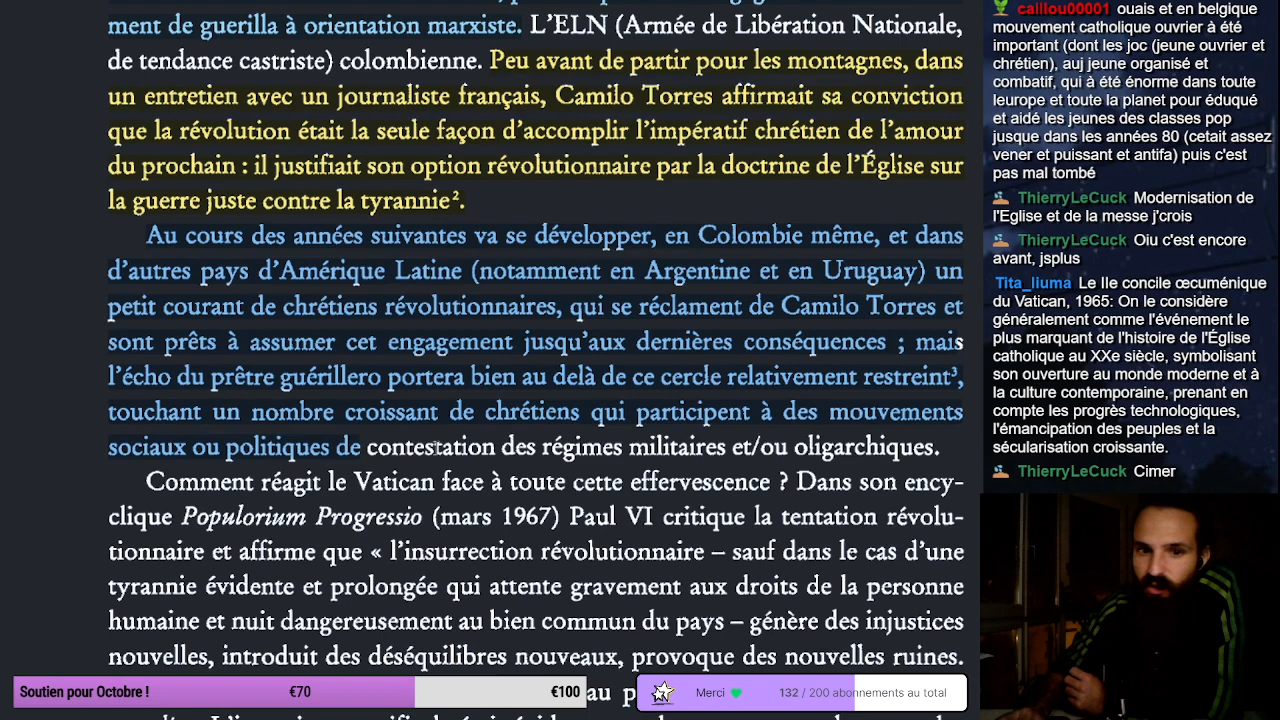 ment de guerilla à orientation marxiste. L'ELN (Armée de Libération Nationale,
de tendance castriste) colombienne. Peu avant de partir pour les montagnes, dans
un entretien avec un journaliste français, Camilo Torres affirmait sa conviction
que la révolution était la seule façon d'accomplir l'impératif chrétien de l'amour
du prochain : il justifiait son option révolutionnaire par la doctrine de l'Église sur
la guerre juste contre la tyrannie².
Au cours des années suivantes va se développer, en Colombie même, et dans
d'autres pays d'Amérique Latine (notamment en Argentine et en Uruguay) un
petit courant de chrétiens révolutionnaires, qui se réclament de Camilo Torres et
sont prêts à assumer cet engagement jusqu'aux dernières conséquences ; mais
l'écho du prêtre guérillero portera bien au delà de ce cercle relativement restreint³,
touchant un nombre croissant de chrétiens qui participent à des mouvements
sociaux ou politiques de contestation des régimes militaires et/ou oligarchiques.
Comment réagit le Vatican face à toute cette effervescence ? Dans son ency-
clique Populorium Progressio (mars 1967) Paul VI critique la tentation révolu-
tionnaire et affirme que « l'insurrection révolutionnaire – sauf dans le cas d'une
tyrannie évidente et prolongée qui attente gravement aux droits de la personne
humaine et nuit dangereusement au bien commun du pays – génère des injustices
nouvelles, introduit des déséquilibres nouveaux, provoque des nouvelles ruines.
au
Soutien pour Octobre ! €70 €100
Merci 132 / 200 abonnements au total
caillou00001 ouais et en belgique
mouvement catholique ouvrier à été
important (dont les joc (jeune ouvrier et
chrétien), auj jeune organisé et
combatif, qui à été énorme dans toute
leurope et toute la planet pour éduqué
et aidé les jeunes des classes pop
jusque dans les années 80 (cetait assez
vener et puissant et antifa) puis c'est
pas mal tombé
ThierryLeCuck Modernisation de
l'Eglise et de la messe j'crois
ThierryLeCuck Oiu c'est encore
avant, jsplus
Tita_lluma Le IIe concile œcuménique
du Vatican, 1965: On le considère
généralement comme l'événement le
plus marquant de l'histoire de l'Église
catholique au XXe siècle, symbolisant
son ouverture au monde moderne et à
la culture contemporaine, prenant en
compte les progrès technologiques,
l'émancipation des peuples et la
sécularisation croissante.
ThierryLeCuck Cimer